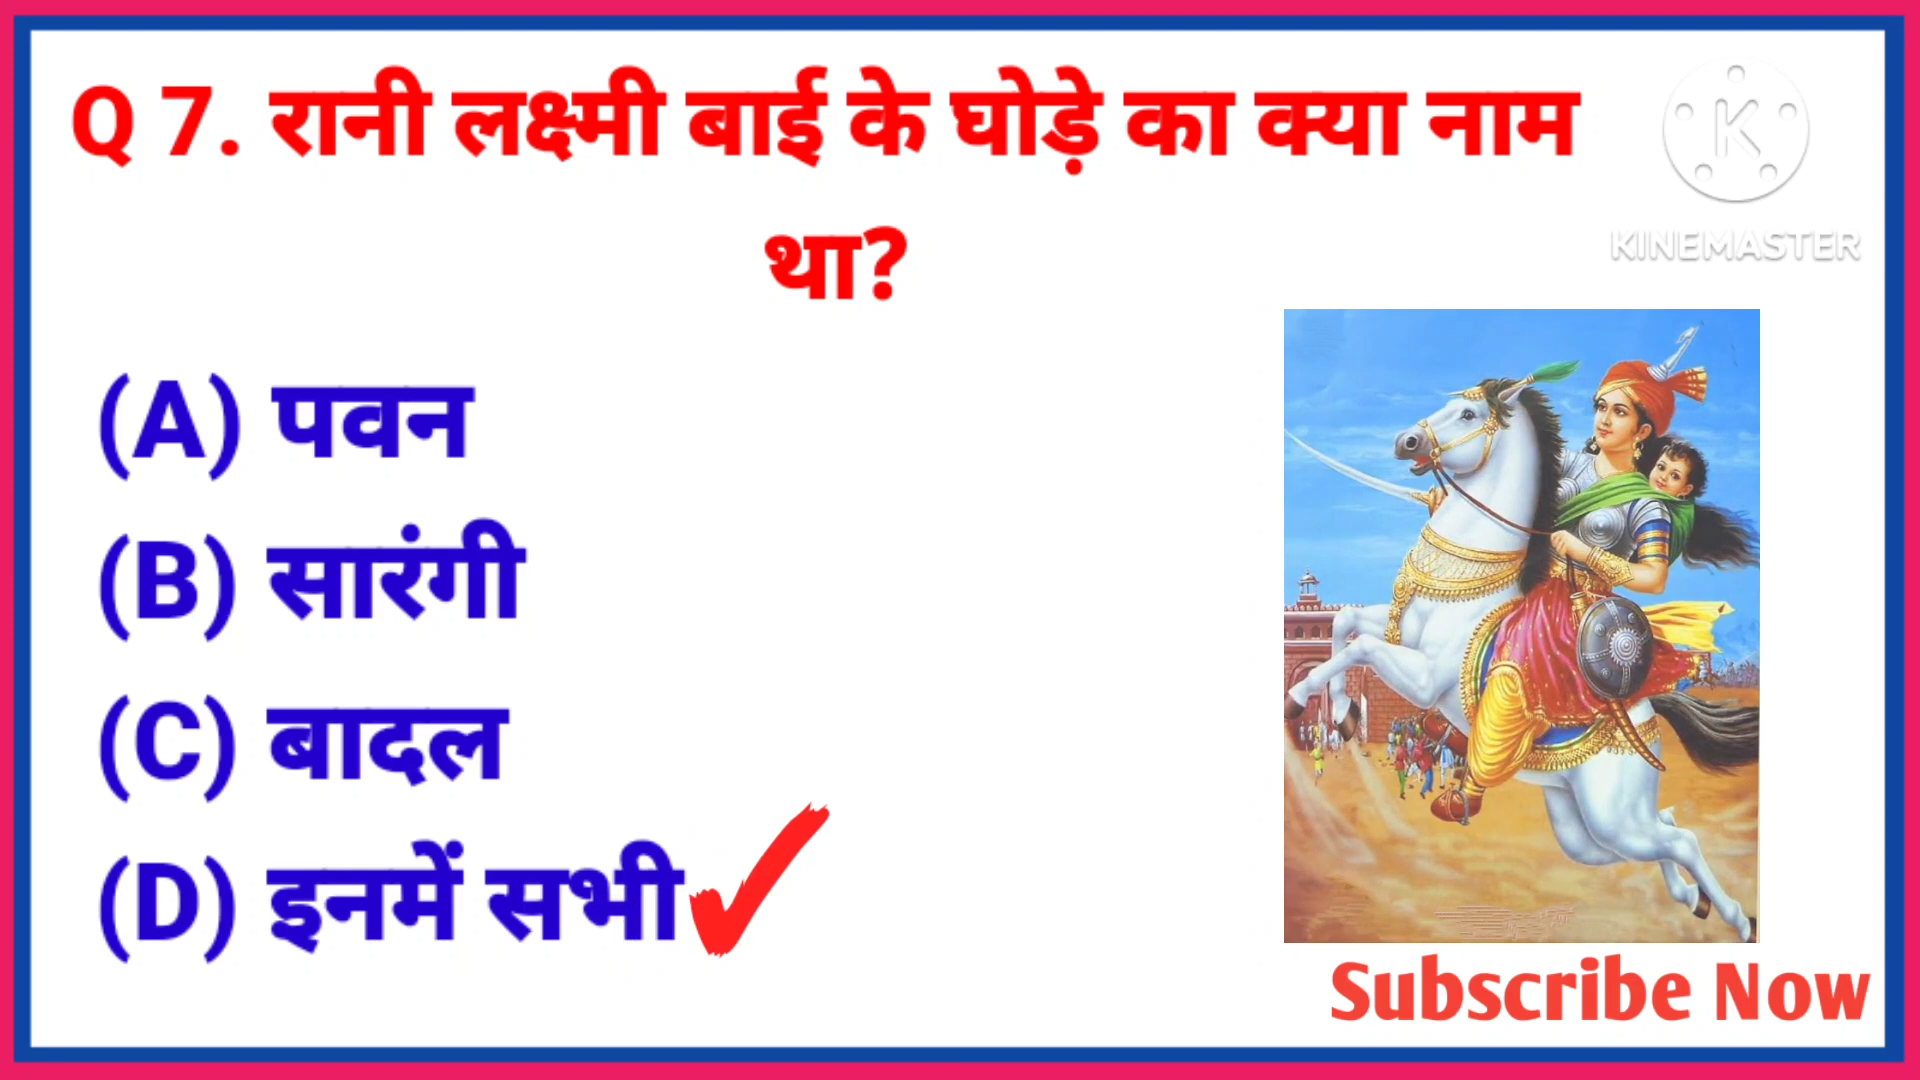 Q 7. रानी लक्ष्मी बाई के घोड़े का क्या नाम
था?
K
KINEMASTER
(A) पवन
(B) सारंगी
(C) बादल
(D) इनमें सभी
Subscribe Now